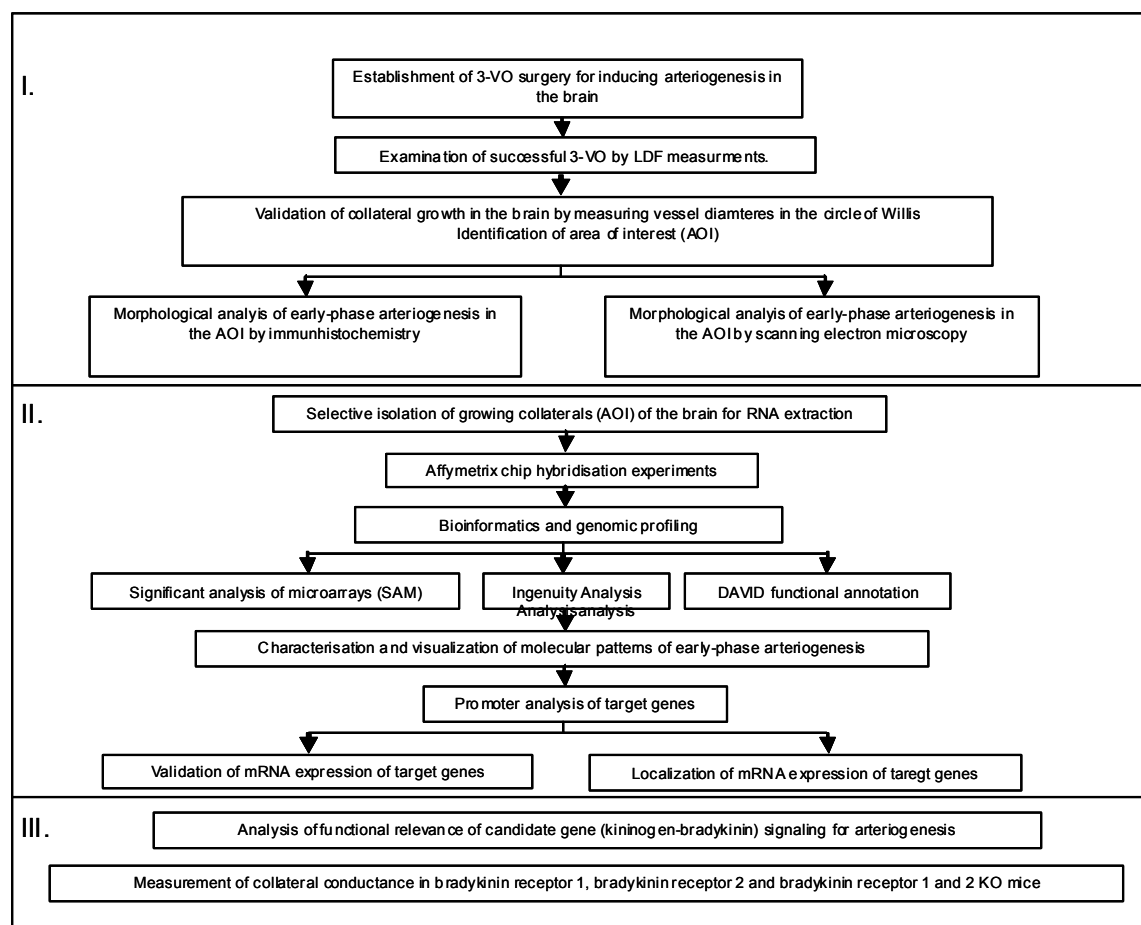 I.
Establishment of 3-VO surgery for inducing arteriogenesis in
the brain
Examination of successful 3-VO by LDF measurments.
Validation of collateral growth in the brain by measuring vessel diamteres in the circle of Willis
Identification of area of interest (AOI)
Morphological analyis of early-phase arteriogenesis in
the AOI by immunhistochemistry
Morphological analyis of early-phase arteriogenesis in
the AOI by scanning electron microscopy
II.
Selective isolation of growing collaterals (AOI) of the brain for RNA extraction
Affymetrix chip hybridisation experiments
Bioinformatics and genomic profiling
Significant analysis of microarrays (SAM)
Ingenuity Analysis
Analysisanalysis
DAVID functional annotation
Characterisation and visualization of molecular patterns of early-phase arteriogenesis
Promoter analysis of target genes
Validation of mRNA expression of target genes
Localization of mRNA expression of taregt genes
III.
Analysis of functional relevance of candidate gene (kininogen-bradykinin) signaling for arteriogenesis
Measurement of collateral conductance in bradykinin receptor 1, bradykinin receptor 2 and bradykinin receptor 1 and 2 KO mice